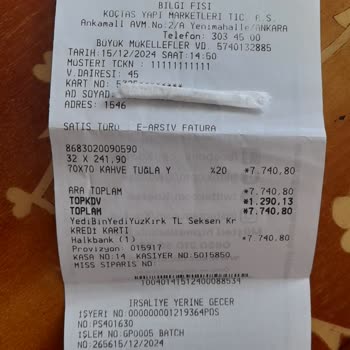 BILGI FISI
KOÇTAS YAPI MARKETLERI TIC. A.S.
Ankamall AVM.No:2/A Yenimahalle/ANKARA
Telefon: 303 45 00
BÜYÜK MÜKELLEFLER VD. 5740132885
TARIH:15/12/2024 SAAT:14:50
MÜSTERI TCKN : 11111111111
V.DAIRESI: 45
KART NO:
AD SOYAD:
ADRES: 1546
SATIS TURU : E-ARSIV FATURA
8683020090590
32 X 241,90
70X70 KAHVE TUĞLA Y %20 *7.740,80
ARA TOPLAM *7.740,80
TOPKDV *1.290,13
TOPLAM *7.740,80
YediBinYediYuzKırk TL Seksen Kr
KREDI KARTI
Halkbank (1) *7.740,80
Provizyon: 015917
KASA NO:14 KASIYER NO:5015850
MISS SIPARIS NO
T0040141512400088534
IRSALIYE YERINE GECER
ISYERI NO:000000001219364POS
NO:PS401630
ISLEM NO:GP0005 BATCH
NO:265615/12/2024